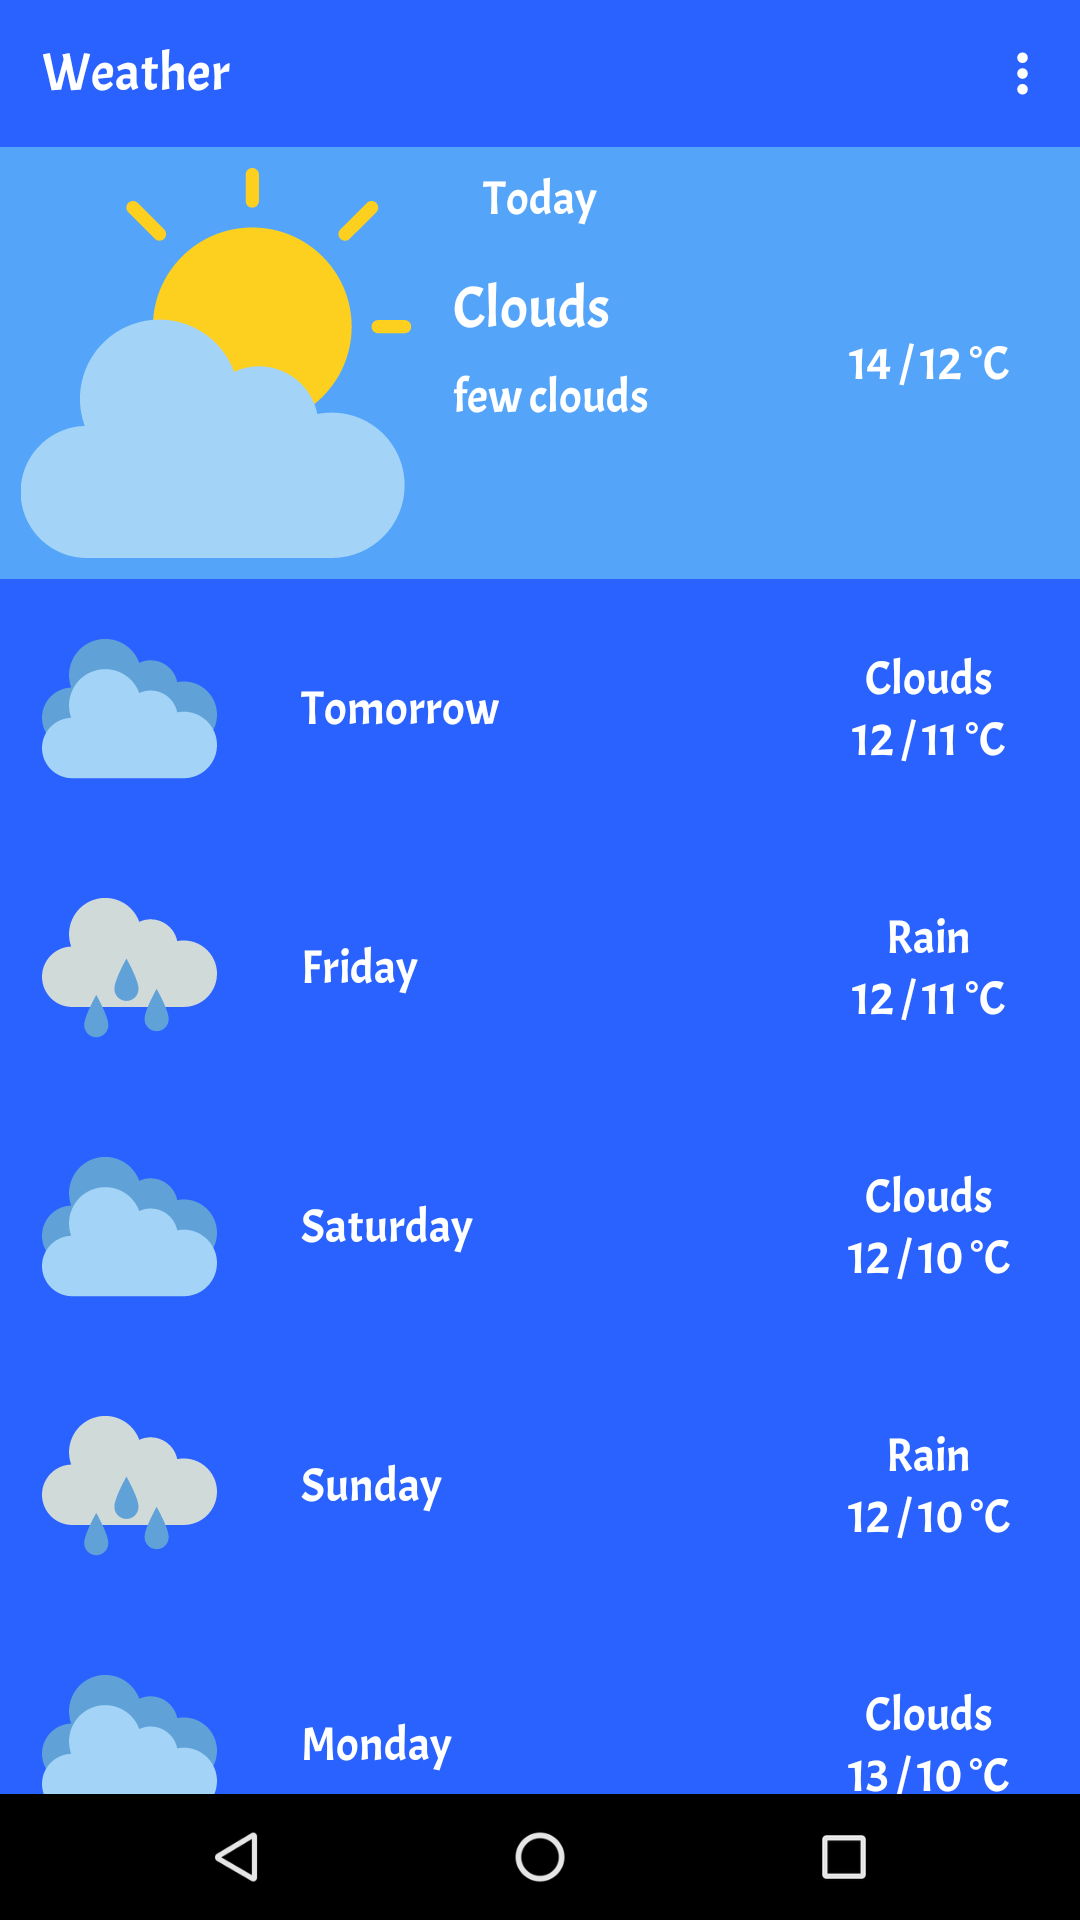 Weather
Today
Clouds
few clouds
14 / 12 °C
Tomorrow
Clouds
12 / 11 °C
Friday
Rain
12 / 11 °C
Saturday
Clouds
12 / 10 °C
Sunday
Rain
12 / 10 °C
Monday
Clouds
13 / 10 °C